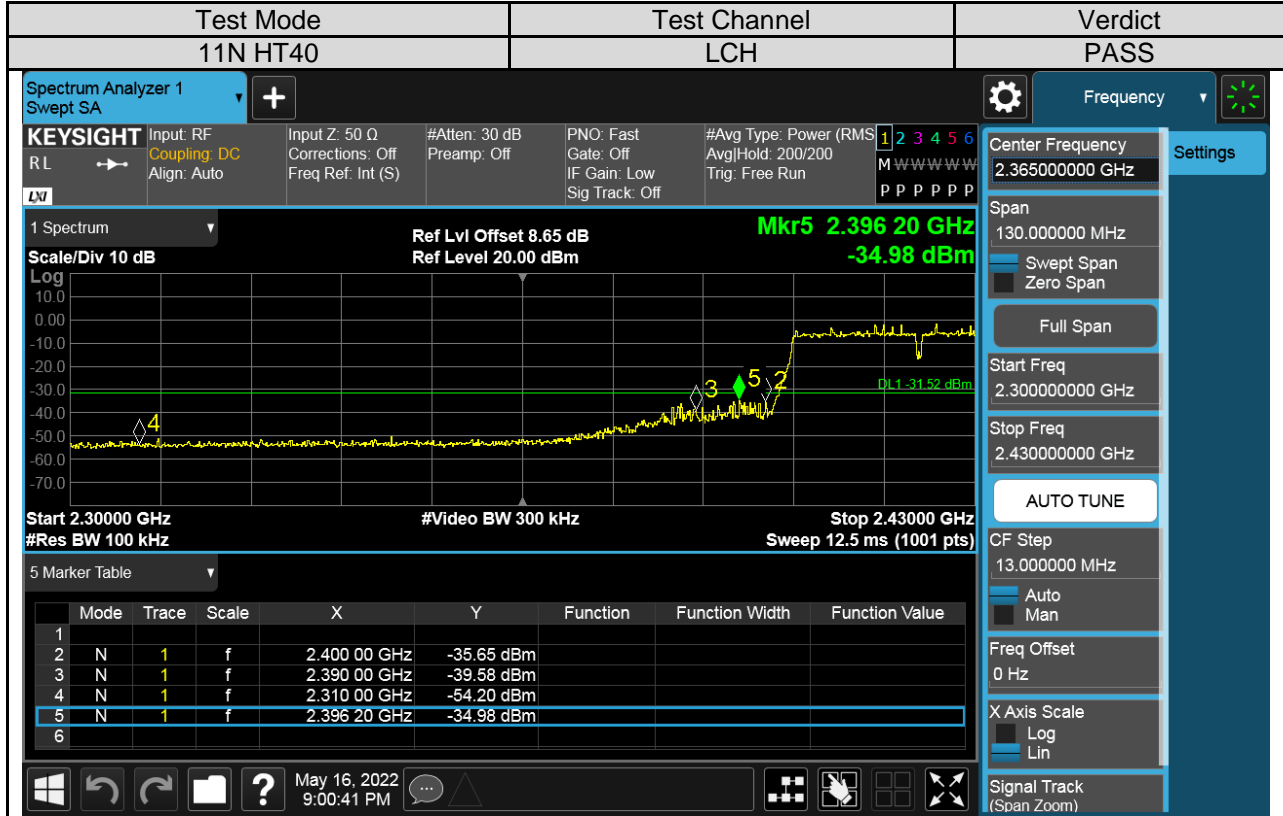 Test Mode Test Channel Verdict
11N HT40 LCH PASS
Spectrum Analyzer 1
Swept SA
+
Frequency
KEYSIGHT Input: RF Input Z: 50 Ω #Atten: 30 dB PNO: Fast #Avg Type: Power (RMS 1 2 3 4 5 6
RL Coupling: DC Corrections: Off Preamp: Off Gate: Off Avg|Hold: 200/200 M W W W W W
Align: Auto Freq Ref: Int (S) IF Gain: Low Trig: Free Run
LXI Sig Track: Off P P P P P P
1 Spectrum
Ref Lvl Offset 8.65 dB
Mkr5 2.396 20 GHz
Scale/Div 10 dB Ref Level 20.00 dBm -34.98 dBm
Log
10.0
0.00
-10.0
-20.0
-30.0
-40.0
-50.0
-60.0
-70.0
4
3
5
2
DL1 -31.52 dBm
Start 2.30000 GHz #Video BW 300 kHz Stop 2.43000 GHz
#Res BW 100 kHz Sweep 12.5 ms (1001 pts)
5 Marker Table
Mode Trace Scale X Y Function Function Width Function Value
1
2 N 1 f 2.400 00 GHz -35.65 dBm
3 N 1 f 2.390 00 GHz -39.58 dBm
4 N 1 f 2.310 00 GHz -54.20 dBm
5 N 1 f 2.396 20 GHz -34.98 dBm
6
?
May 16, 2022
9:00:41 PM
Center Frequency
2.365000000 GHz
Settings
Span
130.000000 MHz
Swept Span
Zero Span
Full Span
Start Freq
2.300000000 GHz
Stop Freq
2.430000000 GHz
AUTO TUNE
CF Step
13.000000 MHz
Auto
Man
Freq Offset
0 Hz
X Axis Scale
Log
Lin
Signal Track
(Span Zoom)